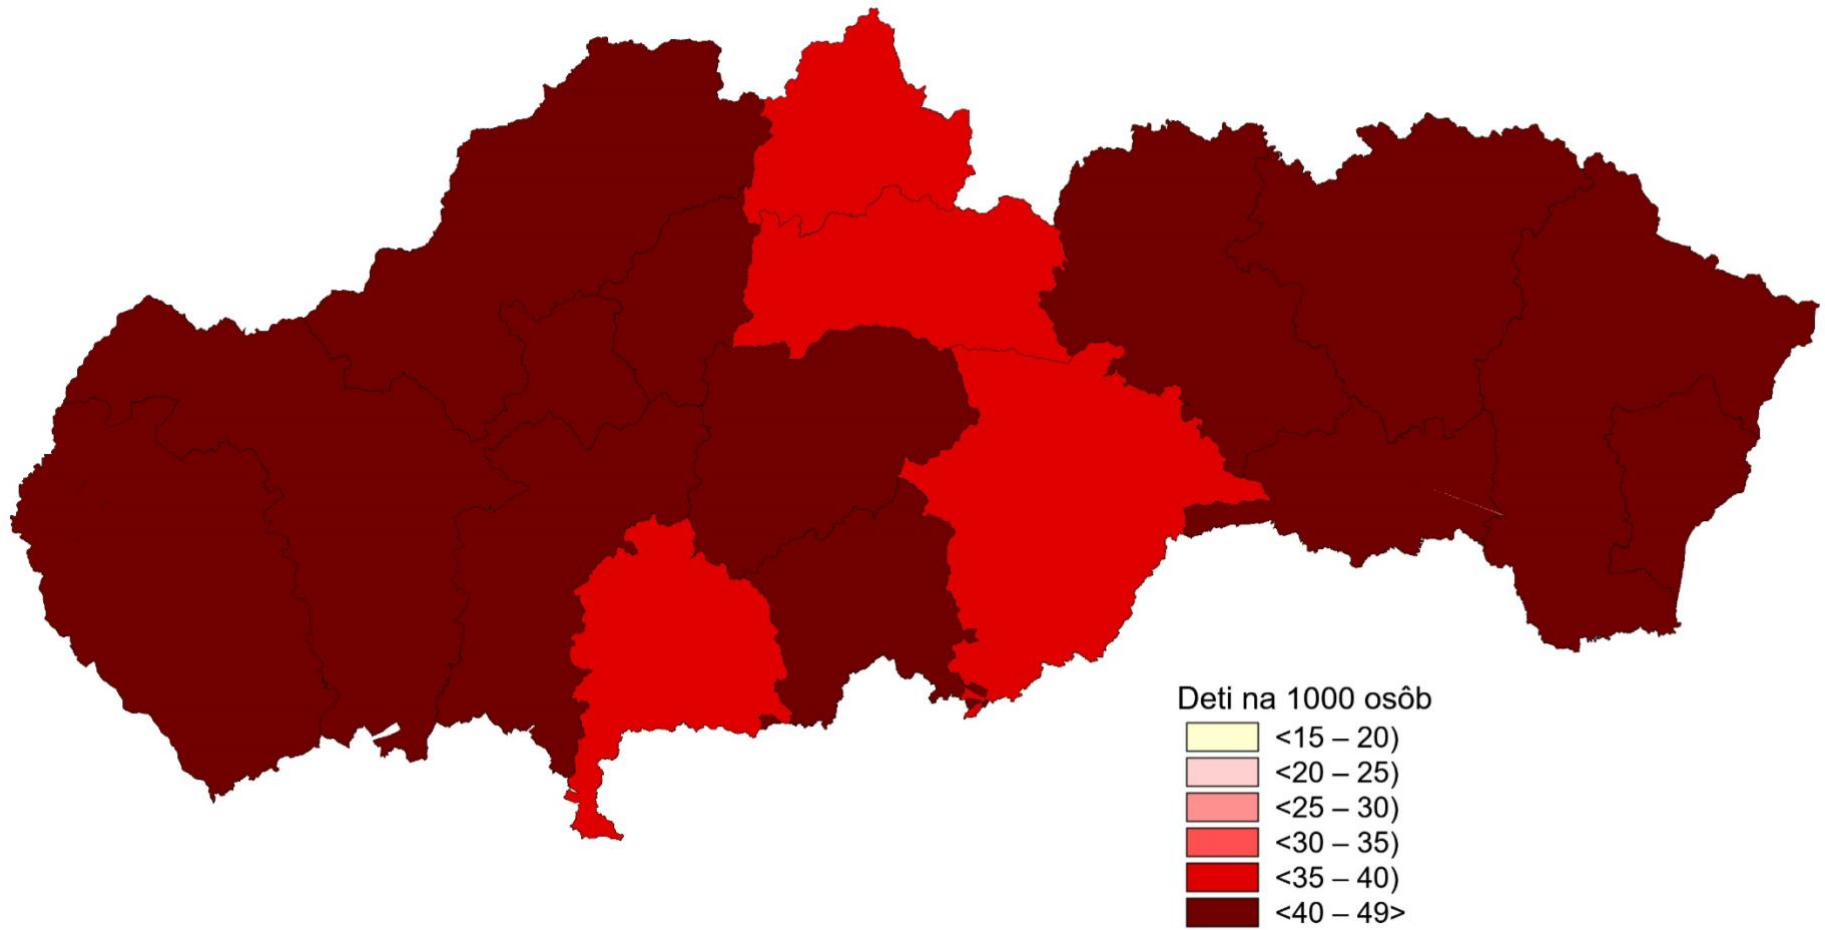 Deti na 1000 osôb
<15 – 20)
<20 – 25)
<25 – 30)
<30 – 35)
<35 – 40)
<40 – 49>